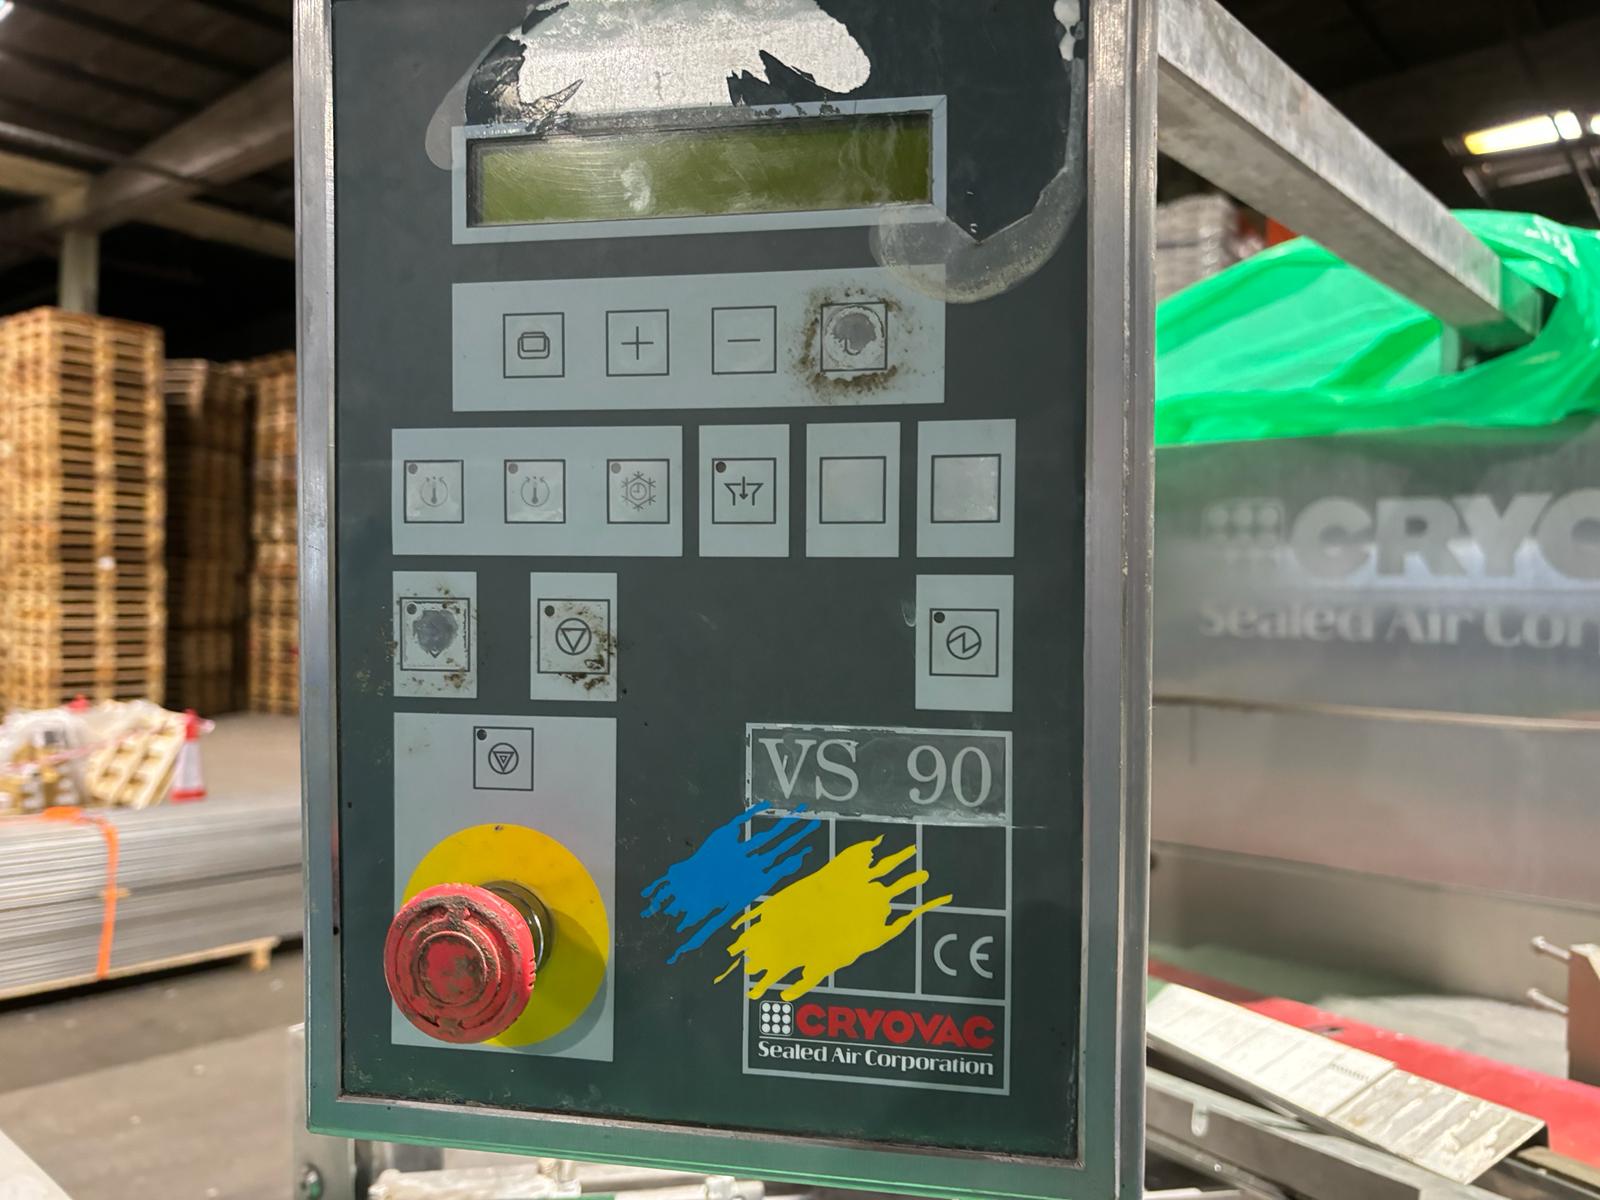 VS 90
CE
CRYOVAC
Sealed Air Corporation
CRYO
Sealed Air Cor